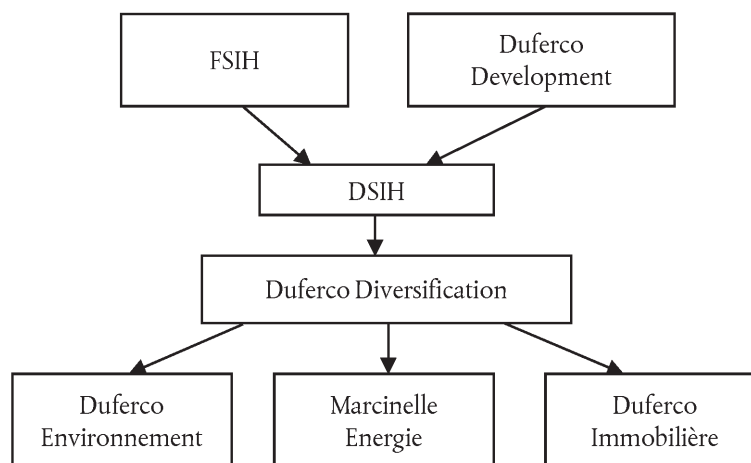 FSIH
Duferco
Development
DSIH
Duferco Diversification
Duferco
Environnement
Marcinelle
Energie
Duferco
Immobilière